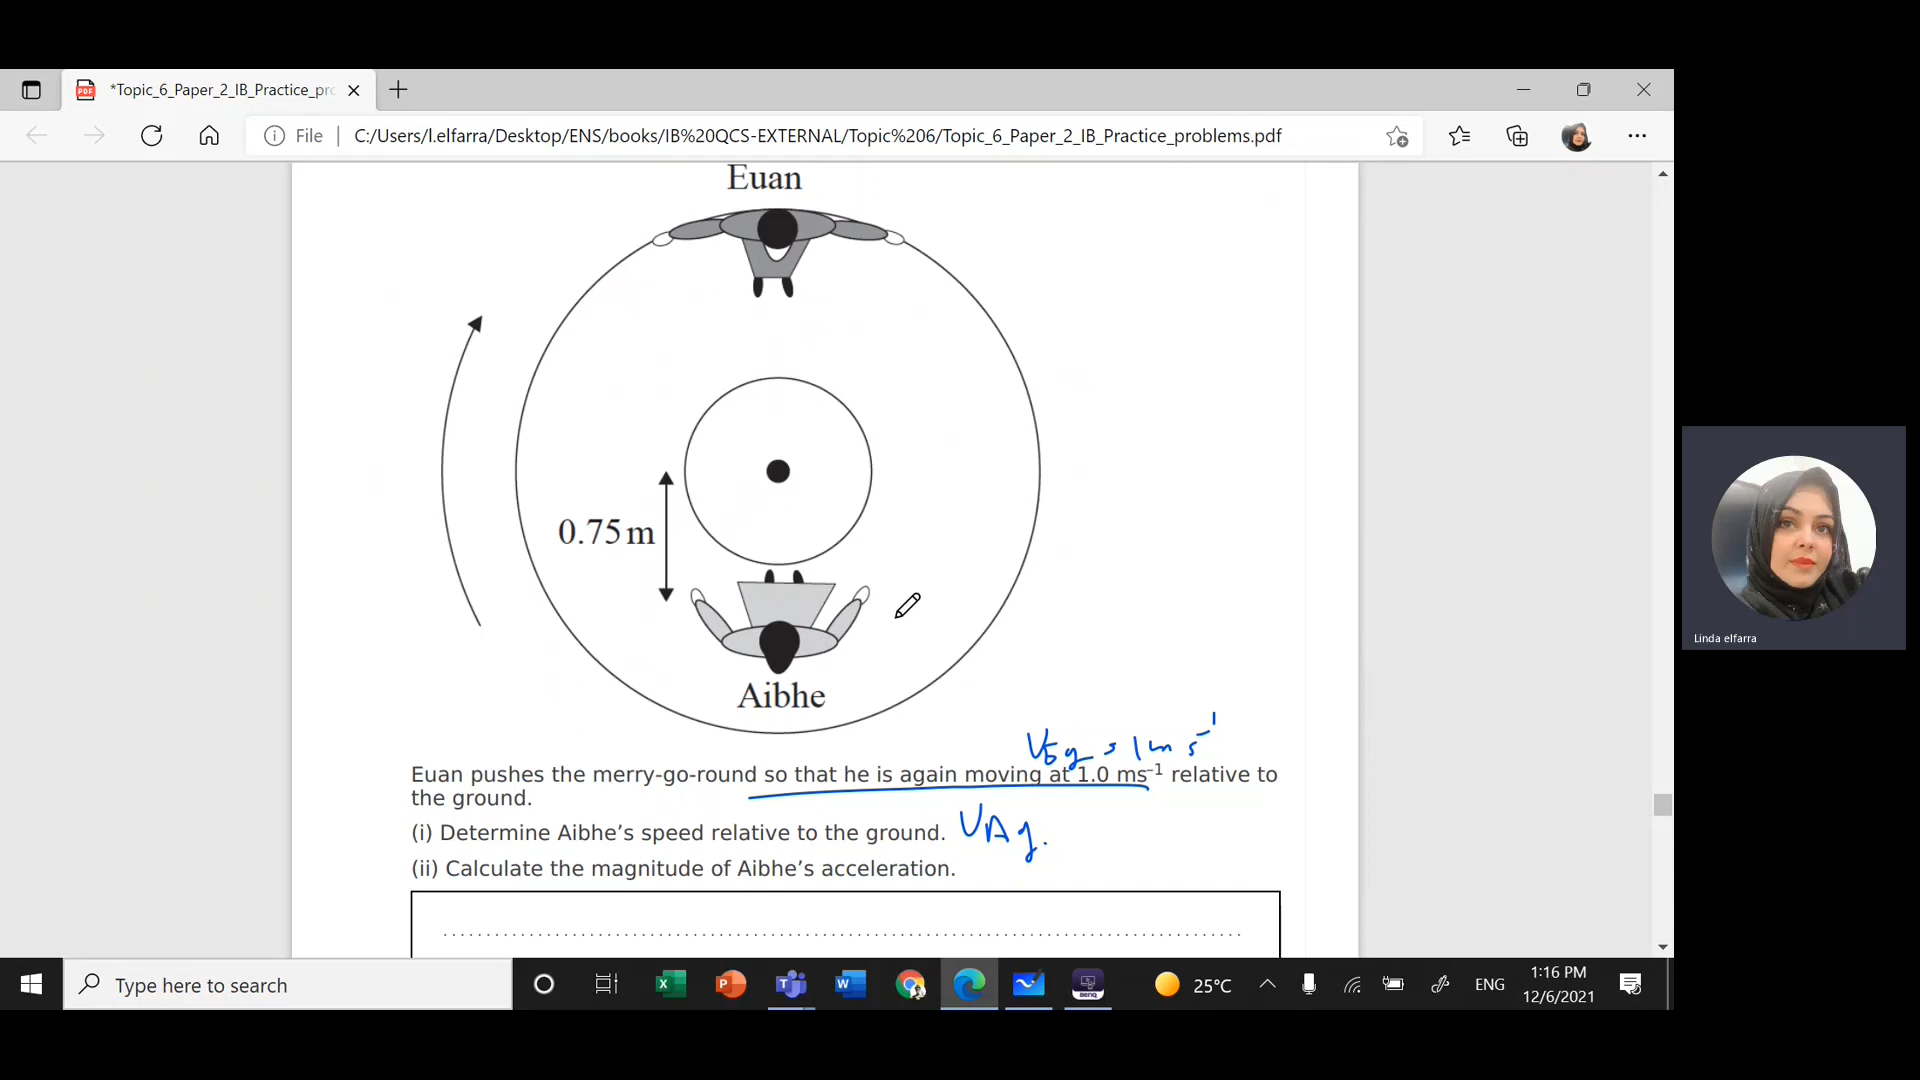 *Topic_6_Paper_2_IB_Practice_pro
File
C:/Users/l.elfarra/Desktop/ENS/books/IB%20QCS-EXTERNAL/Topic%206/Topic_6_Paper_2_IB_Practice_problems.pdf
Euan
0.75 m
Aibhe
Linda elfarra
VEg = 1 m s⁻¹
Euan pushes the merry-go-round so that he is again moving at 1.0 ms⁻¹ relative to
the ground.
(i) Determine Aibhe’s speed relative to the ground. VAg.
(ii) Calculate the magnitude of Aibhe’s acceleration.
Type here to search
25°C
ENG
1:16 PM
12/6/2021
BenQ